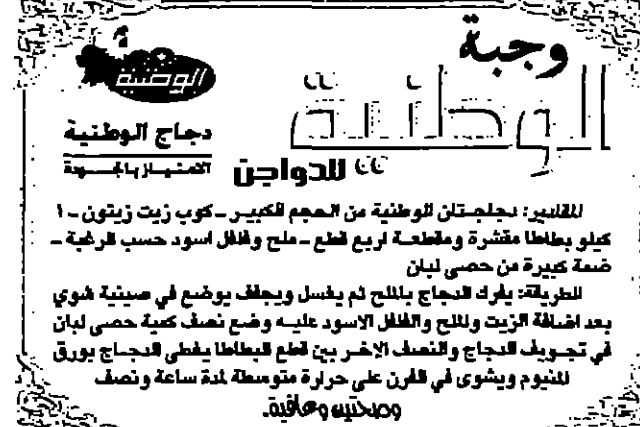 وجبة
الوطنية
للدواجن
الوطنية
دجاج الوطنية
الامتياز بالجودة
المقادير: دجاجتان الوطنية من الحجم الكبير - كوب زيت زيتون - ١
كيلو بطاطا مقشرة ومقطعة اربع قطع - ملح وفلفل اسود حسب الرغبة -
ضمة كبيرة من حصى لبان
الطريقة: يفرك الدجاج بالملح ثم يغسل ويجفف يوضع في صينية شوي
بعد اضافة الزيت والملح والفلفل الاسود عليه وضع نصف كمية حصى لبان
في تجويف الدجاج والنصف الاخر بين قطع البطاطا يغطى الدجاج بورق
المنيوم ويشوى في الفرن على حرارة متوسطة لمدة ساعة ونصف
وصحتين وعافية.